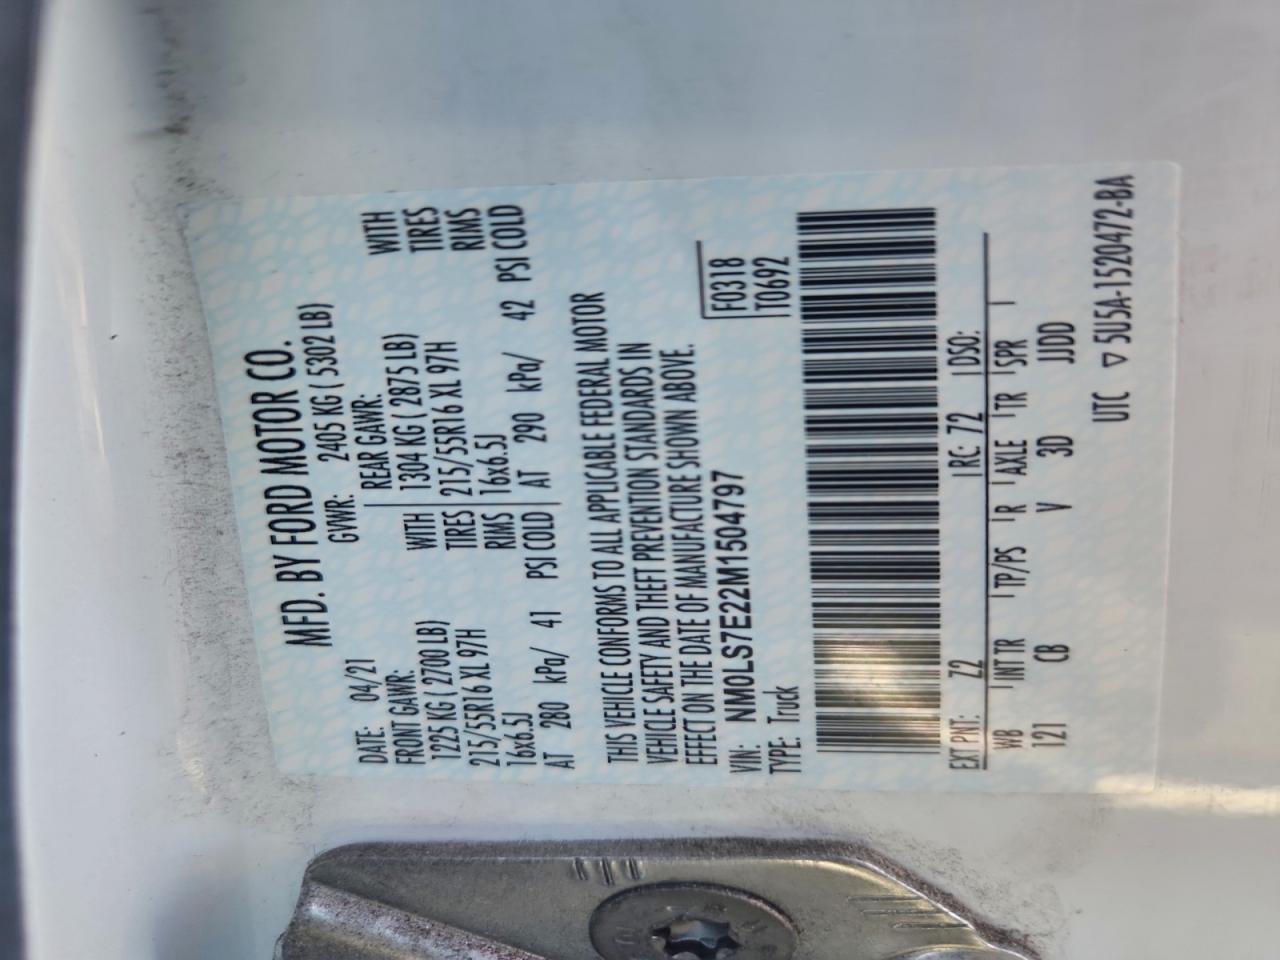 MFD. BY FORD MOTOR CO.
DATE: 04/21 GVWR: 2405 KG ( 5302 LB)
FRONT GAWR: REAR GAWR:
1225 KG ( 2700 LB) WITH 1304 KG ( 2875 LB) WITH
215/55R16 XL 97H TIRES 215/55R16 XL 97H TIRES
16x6.5J RIMS 16x6.5J RIMS
AT 280 kPa/ 41 PSI COLD AT 290 kPa/ 42 PSI COLD
THIS VEHICLE CONFORMS TO ALL APPLICABLE FEDERAL MOTOR
VEHICLE SAFETY AND THEFT PREVENTION STANDARDS IN
EFFECT ON THE DATE OF MANUFACTURE SHOWN ABOVE.
VIN: NM0LS7E22M1504797 F0318
TYPE: Truck T0692
EXT PNT: Z2 RC: 72 DSO:
WB INT TR TP/PS R AXLE TR SPR
121 CB V 3D JJDD
UTC ▽ 5U5A-1520472-BA